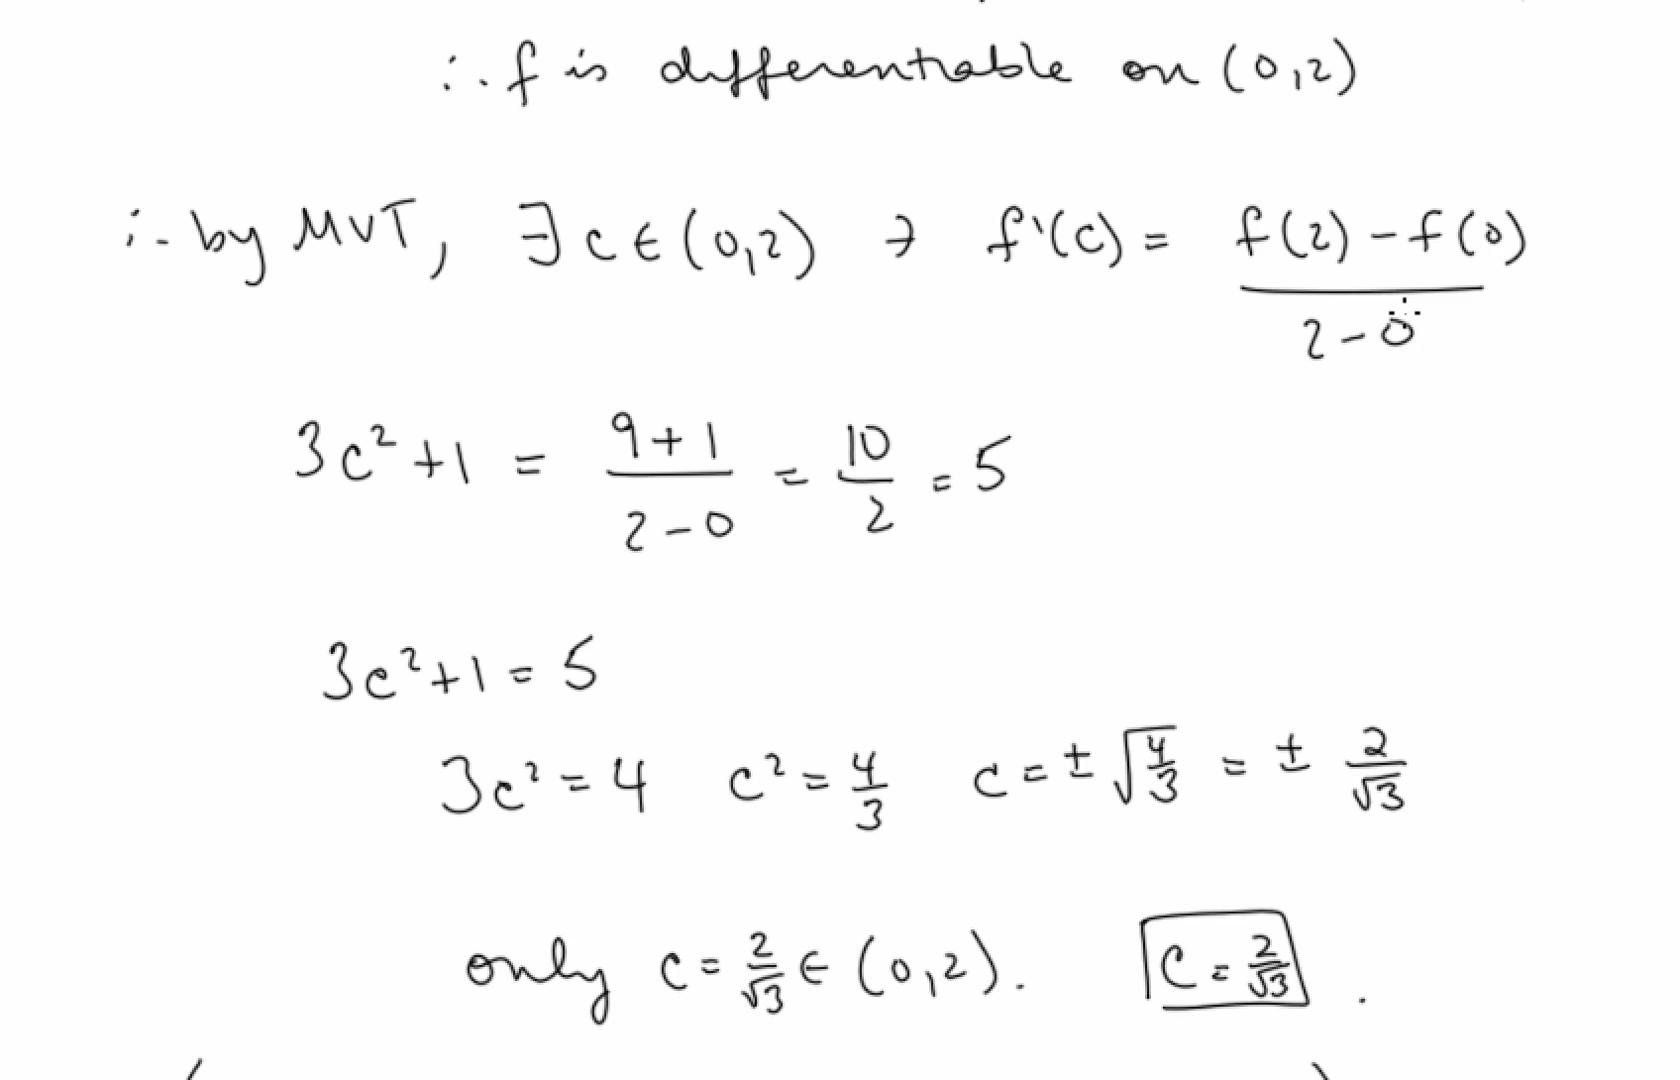 ∴ f is differentiable on (0,2)
∴ by MVT, ∃ c ∈ (0,2) ∋ f'(c) = (f(2) - f(0))/(2 - 0)
3c² + 1 = (9 + 1)/(2 - 0) = 10/2 = 5
3c² + 1 = 5
3c² = 4   c² = 4/3   c = ± √(4/3) = ± 2/√3
only c = 2/√3 ∈ (0,2).   C = 2/√3 .